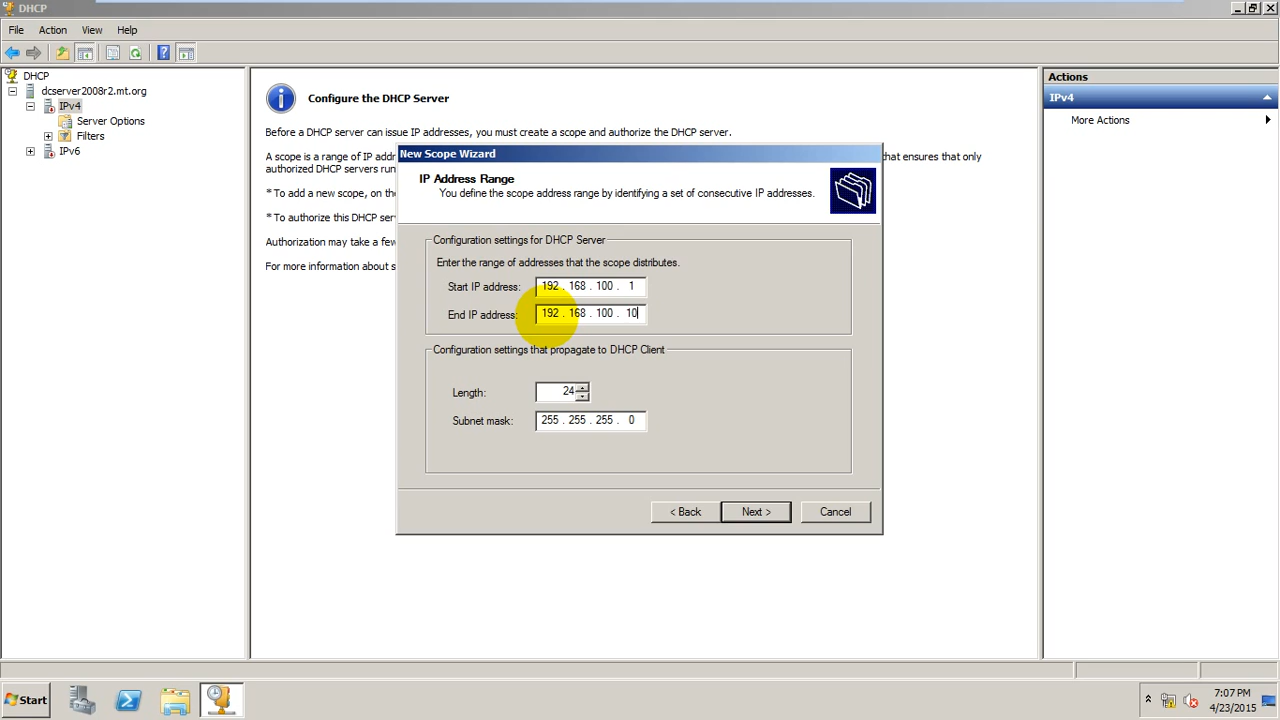 DHCP
File Action View Help
DHCP
dcserver2008r2.mt.org
IPv4
Server Options
Filters
IPv6
Configure the DHCP Server
Before a DHCP server can issue IP addresses, you must create a scope and authorize the DHCP server.
A scope is a range of IP addr
that ensures that only
authorized DHCP servers run
* To add a new scope, on the
* To authorize this DHCP ser
Authorization may take a few
For more information about s
New Scope Wizard
IP Address Range
You define the scope address range by identifying a set of consecutive IP addresses.
Configuration settings for DHCP Server
Enter the range of addresses that the scope distributes.
Start IP address: 192 . 168 . 100 . 1
End IP address: 192 . 168 . 100 . 10
Configuration settings that propagate to DHCP Client
Length: 24
Subnet mask: 255 . 255 . 255 . 0
< Back Next > Cancel
Actions
IPv4
More Actions
Start
7:07 PM
4/23/2015